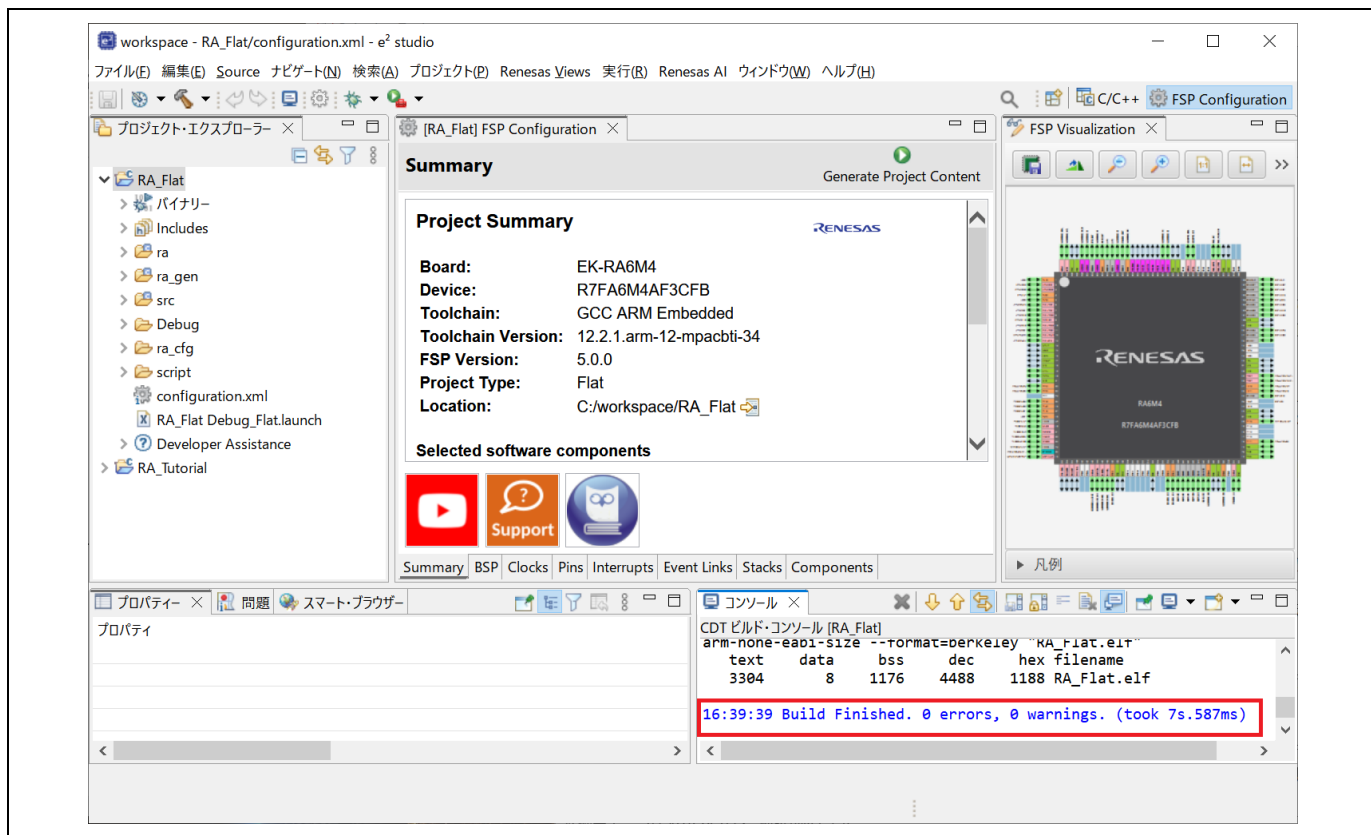 workspace - RA_Flat/configuration.xml - e² studio
ファイル(F) 編集(E) Source ナビゲート(N) 検索(A) プロジェクト(P) Renesas Views 実行(R) Renesas AI ウィンドウ(W) ヘルプ(H)
C/C++ FSP Configuration
プロジェクト・エクスプローラー
RA_Flat
バイナリー
Includes
ra
ra_gen
src
Debug
ra_cfg
script
configuration.xml
RA_Flat Debug_Flat.launch
Developer Assistance
RA_Tutorial
[RA_Flat] FSP Configuration
Summary
Generate Project Content
Project Summary
RENESAS
Board: EK-RA6M4
Device: R7FA6M4AF3CFB
Toolchain: GCC ARM Embedded
Toolchain Version: 12.2.1.arm-12-mpacbti-34
FSP Version: 5.0.0
Project Type: Flat
Location: C:/workspace/RA_Flat
Selected software components
Support
Summary BSP Clocks Pins Interrupts Event Links Stacks Components
FSP Visualization
RENESAS
RA6M4
R7FA6M4AF3CFB
凡例
プロパティー 問題 スマート・ブラウザー
プロパティ
コンソール
CDT ビルド・コンソール [RA_Flat]
arm-none-eabi-size --format=berkeley "RA_Flat.elf"
text data bss dec hex filename
3304 8 1176 4488 1188 RA_Flat.elf
16:39:39 Build Finished. 0 errors, 0 warnings. (took 7s.587ms)